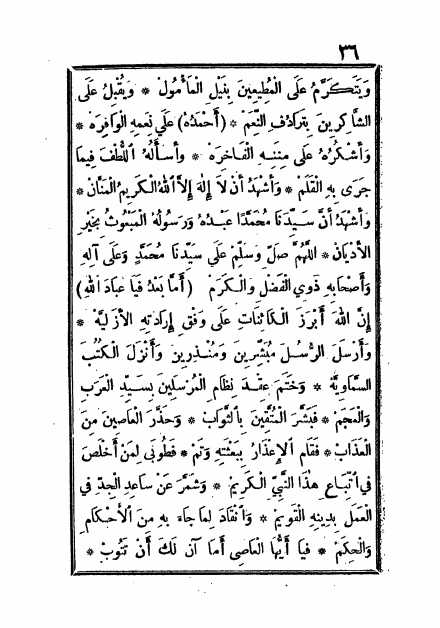 ٣٦
وَيَتَكَرَّمُ عَلَى الْمُطِيعِينَ بِنَيْلِ الْمَأْمُولْ * وَيُقْبِلُ عَلَى
الشَّاكِرِينَ بِتَرَادُفِ النِّعَمْ * (أَحْمَدُهُ) عَلَى نِعَمِهِ الْوَافِرَهْ *
وَأَشْكُرُهُ عَلَى مِنَنِهِ الْفَاخِرَهْ * وَأَسْأَلُهُ اللُّطْفَ فِيمَا
جَرَى بِهِ الْقَلَمْ * وَأَشْهَدُ أَنْ لَا إِلٰهَ إِلَّا اللهُ الْكَرِيمُ الْمَنَّانْ *
وَأَشْهَدُ أَنَّ سَيِّدَنَا مُحَمَّدًا عَبْدُهُ وَرَسُولُهُ الْمَبْعُوثُ بِخَيْرِ
الْأَدْيَانْ * اللَّهُمَّ صَلِّ وَسَلِّمْ عَلَى سَيِّدِنَا مُحَمَّدٍ وَعَلَى آلِهِ
وَأَصْحَابِهِ ذَوِي الْفَضْلِ وَالْكَرَمْ (أَمَّا بَعْدُ فَيَا عِبَادَ اللهِ)
إِنَّ اللهَ أَبْرَزَ الْكَائِنَاتِ عَلَى وَفْقِ إِرَادَتِهِ الْأَزَلِيَّهْ *
وَأَرْسَلَ الرُّسُلَ مُبَشِّرِينَ وَمُنْذِرِينَ وَأَنْزَلَ الْكُتُبَ
السَّمَاوِيَّهْ * وَخَتَمَ عِقْدَ نِظَامِ الْمُرْسَلِينَ بِسَيِّدِ الْعَرَبِ
وَالْعَجَمْ * فَبَشَّرَ الْمُتَّقِينَ بِالثَّوَابْ * وَحَذَّرَ الْعَاصِينَ مِنَ
الْعَذَابْ * فَقَامَ الْإِعْذَارُ بِبَعْثَتِهِ وَتَمْ * فَطُوبَى لِمَنْ أَخْلَصَ
فِي اتِّبَاعِ هٰذَا النَّبِيِّ الْكَرِيمْ * وَشَمَّرَ عَنْ سَاعِدِ الْجِدِّ فِي
الْعَمَلِ بِدِينِهِ الْقَوِيمْ * وَانْقَادَ لِمَا جَاءَ بِهِ مِنَ الْأَحْكَامِ
وَالْحِكَمْ * فَيَا أَيُّهَا الْعَاصِي أَمَا آنَ لَكَ أَنْ تَتُوبْ *